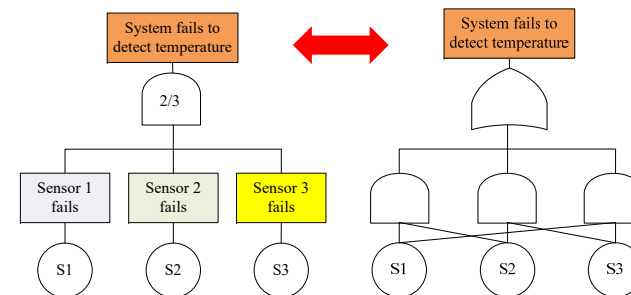 System fails to
detect temperature
2/3
Sensor 1
fails
Sensor 2
fails
Sensor 3
fails
S1
S2
S3
System fails to
detect temperature
S1
S2
S3